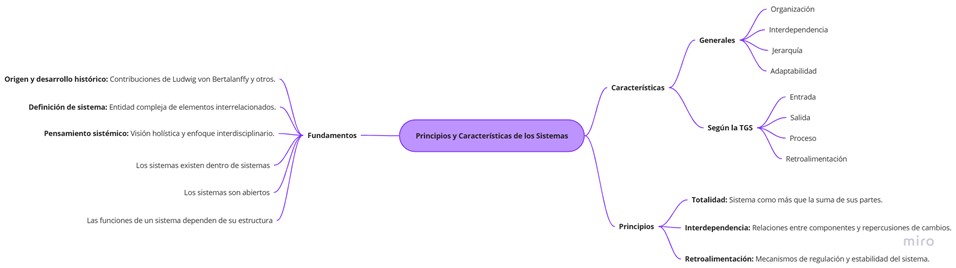 Principios y Características de los Sistemas
Fundamentos
Origen y desarrollo histórico: Contribuciones de Ludwig von Bertalanffy y otros.
Definición de sistema: Entidad compleja de elementos interrelacionados.
Pensamiento sistémico: Visión holística y enfoque interdisciplinario.
Los sistemas existen dentro de sistemas
Los sistemas son abiertos
Las funciones de un sistema dependen de su estructura
Características
Generales
Organización
Interdependencia
Jerarquía
Adaptabilidad
Según la TGS
Entrada
Salida
Proceso
Retroalimentación
Principios
Totalidad: Sistema como más que la suma de sus partes.
Interdependencia: Relaciones entre componentes y repercusiones de cambios.
Retroalimentación: Mecanismos de regulación y estabilidad del sistema.
miro